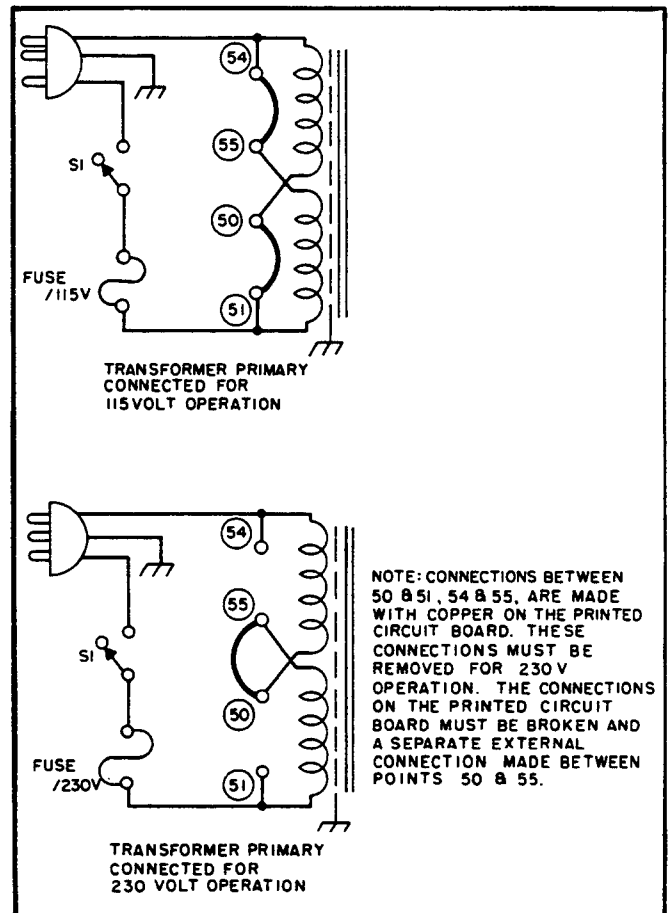 54
55
S1
50
FUSE
/115V
51
TRANSFORMER PRIMARY
CONNECTED FOR
115VOLT OPERATION
54
55
S1
50
FUSE
/230V
51
NOTE: CONNECTIONS BETWEEN
50 & 51, 54 & 55, ARE MADE
WITH COPPER ON THE PRINTED
CIRCUIT BOARD. THESE
CONNECTIONS MUST BE
REMOVED FOR 230 V
OPERATION. THE CONNECTIONS
ON THE PRINTED CIRCUIT
BOARD MUST BE BROKEN AND
A SEPARATE EXTERNAL
CONNECTION MADE BETWEEN
POINTS 50 & 55.
TRANSFORMER PRIMARY
CONNECTED FOR
230 VOLT OPERATION